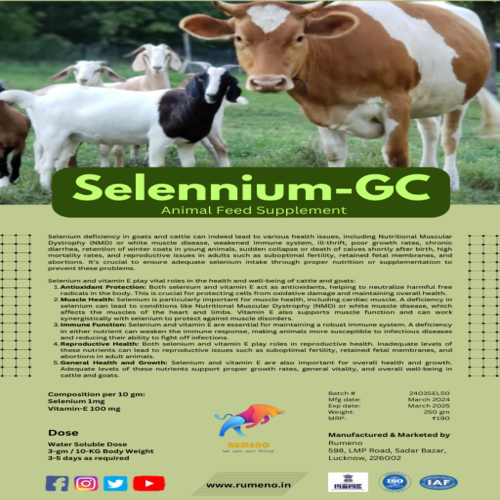 Selennium-GC
Animal Feed Supplement
Selenium deficiency in goats and cattle can indeed lead to various health issues, including Nutritional Muscular
Dystrophy (NMD) or white muscle disease, weakened immune system, ill-thrift, poor growth rates, chronic
diarrhea, retention of winter coats in young animals, sudden collapse or death of calves shortly after birth, high
mortality rates, and reproductive issues in adults such as suboptimal fertility, retained fetal membranes, and
abortions. It's crucial to ensure adequate selenium intake through proper nutrition or supplementation to
prevent these problems.
Selenium and vitamin E play vital roles in the health and well-being of cattle and goats:
1. Antioxidant Protection: Both selenium and vitamin E act as antioxidants, helping to neutralize harmful free
radicals in the body. This is crucial for protecting cells from oxidative damage and maintaining overall health.
2. Muscle Health: Selenium is particularly important for muscle health, including cardiac muscle. A deficiency in
selenium can lead to conditions like Nutritional Muscular Dystrophy (NMD) or white muscle disease, which
affects the muscles of the heart and limbs. Vitamin E also supports muscle function and can work
synergistically with selenium to protect against muscle disorders.
3. Immune Function: Selenium and vitamin E are essential for maintaining a robust immune system. A deficiency
in either nutrient can weaken the immune response, making animals more susceptible to infectious diseases
and reducing their ability to fight off infections.
4. Reproductive Health: Both selenium and vitamin E play roles in reproductive health. Inadequate levels of
these nutrients can lead to reproductive issues such as suboptimal fertility, retained fetal membranes, and
abortions in adult animals.
5. General Health and Growth: Selenium and vitamin E are also important for overall health and growth.
Adequate levels of these nutrients support proper growth rates, general vitality, and overall well-being in
cattle and goats.
Composition per 10 gm:
Selenium 1mg
Vitamin-E 100 mg
Dose
Water Soluble Dose
3-gm / 10-KG Body Weight
3-5 days as required
RUMENO
Batch # 2403SEL50
Mfg date: March 2024
Exp date: March 2025
Weight: 250 gm
MRP: ₹190
Manufactured & Marketed by
Rumeno
598, LMP Road, Sadar Bazar,
Lucknow, 226002
www.rumeno.in
ISO
IAF